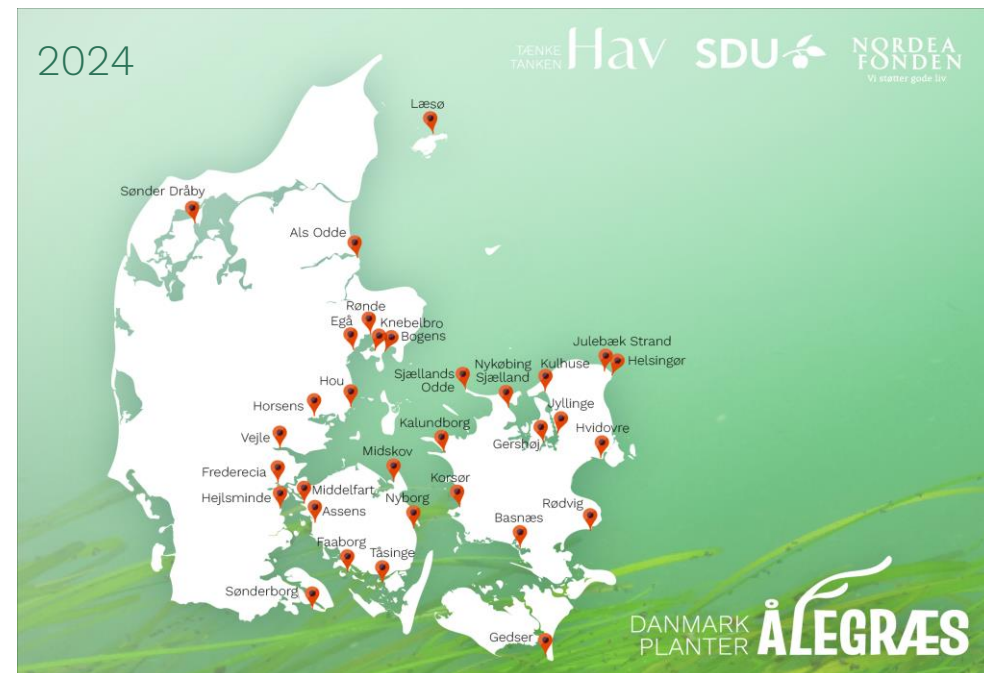 2024
TÆNKE
TANKEN Hav
SDU
NORDEA
FONDEN
Vi støtter gode liv
Læsø
Sønder Dråby
Als Odde
Rønde
Egå
Knebelbro
Bogens
Julebæk Strand
Helsingør
Nykøbing
Sjælland
Kulhuse
Sjællands
Odde
Hou
Horsens
Jyllinge
Kalundborg
Hvidovre
Gershøj
Vejle
Midskov
Frederecia
Korsør
Hejlsminde
Middelfart
Nyborg
Assens
Rødvig
Basnæs
Faaborg
Tåsinge
Sønderborg
Gedser
DANMARK
PLANTER
ÅLEGRÆS